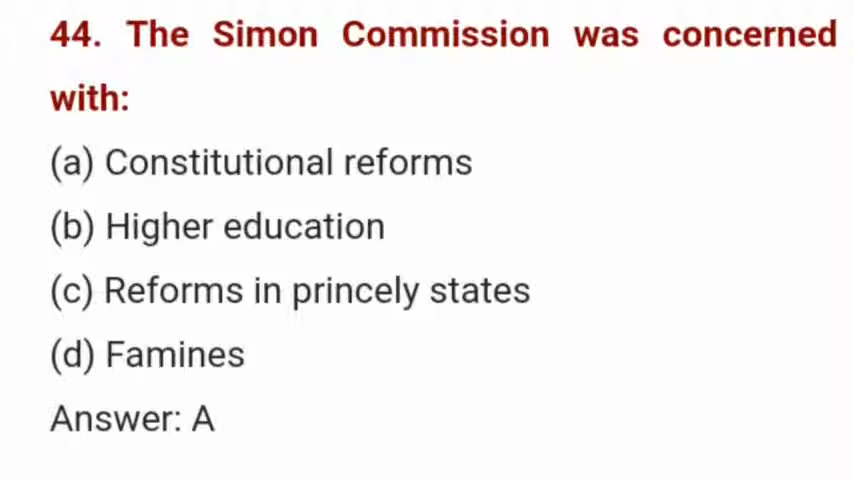 44. The Simon Commission was concerned
with:
(a) Constitutional reforms
(b) Higher education
(c) Reforms in princely states
(d) Famines
Answer: A